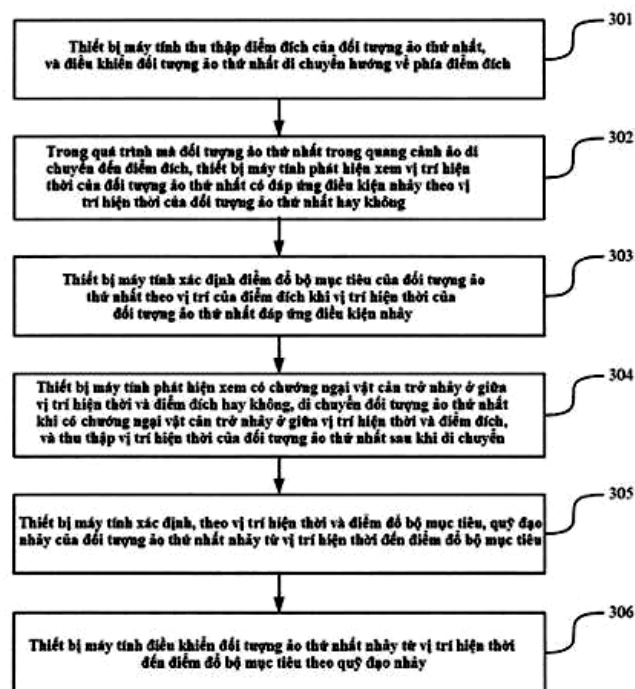 301
Thiết bị máy tính thu thập điểm đích của đối tượng ảo thứ nhất,
và điều khiển đối tượng ảo thứ nhất di chuyển hướng về phía điểm đích
302
Trong quá trình mà đối tượng ảo thứ nhất trong quang cảnh ảo di
chuyển đến điểm đích, thiết bị máy tính phát hiện xem vị trí hiện
thời của đối tượng ảo thứ nhất có đáp ứng điều kiện nhảy theo vị
trí hiện thời của đối tượng ảo thứ nhất hay không
303
Thiết bị máy tính xác định điểm đổ bộ mục tiêu của đối tượng ảo
thứ nhất theo vị trí của điểm đích khi vị trí hiện thời của
đối tượng ảo thứ nhất đáp ứng điều kiện nhảy
304
Thiết bị máy tính phát hiện xem có chướng ngại vật cản trở nhảy ở giữa
vị trí hiện thời và điểm đích hay không, di chuyển đối tượng ảo thứ nhất
khi có chướng ngại vật cản trở nhảy ở giữa vị trí hiện thời và điểm đích,
và thu thập vị trí hiện thời của đối tượng ảo thứ nhất sau khi di chuyển
305
Thiết bị máy tính xác định, theo vị trí hiện thời và điểm đổ bộ mục tiêu, quỹ đạo
nhảy của đối tượng ảo thứ nhất nhảy từ vị trí hiện thời đến điểm đổ bộ mục tiêu
306
Thiết bị máy tính điều khiển đối tượng ảo thứ nhất nhảy từ vị trí hiện thời
đến điểm đổ bộ mục tiêu theo quỹ đạo nhảy